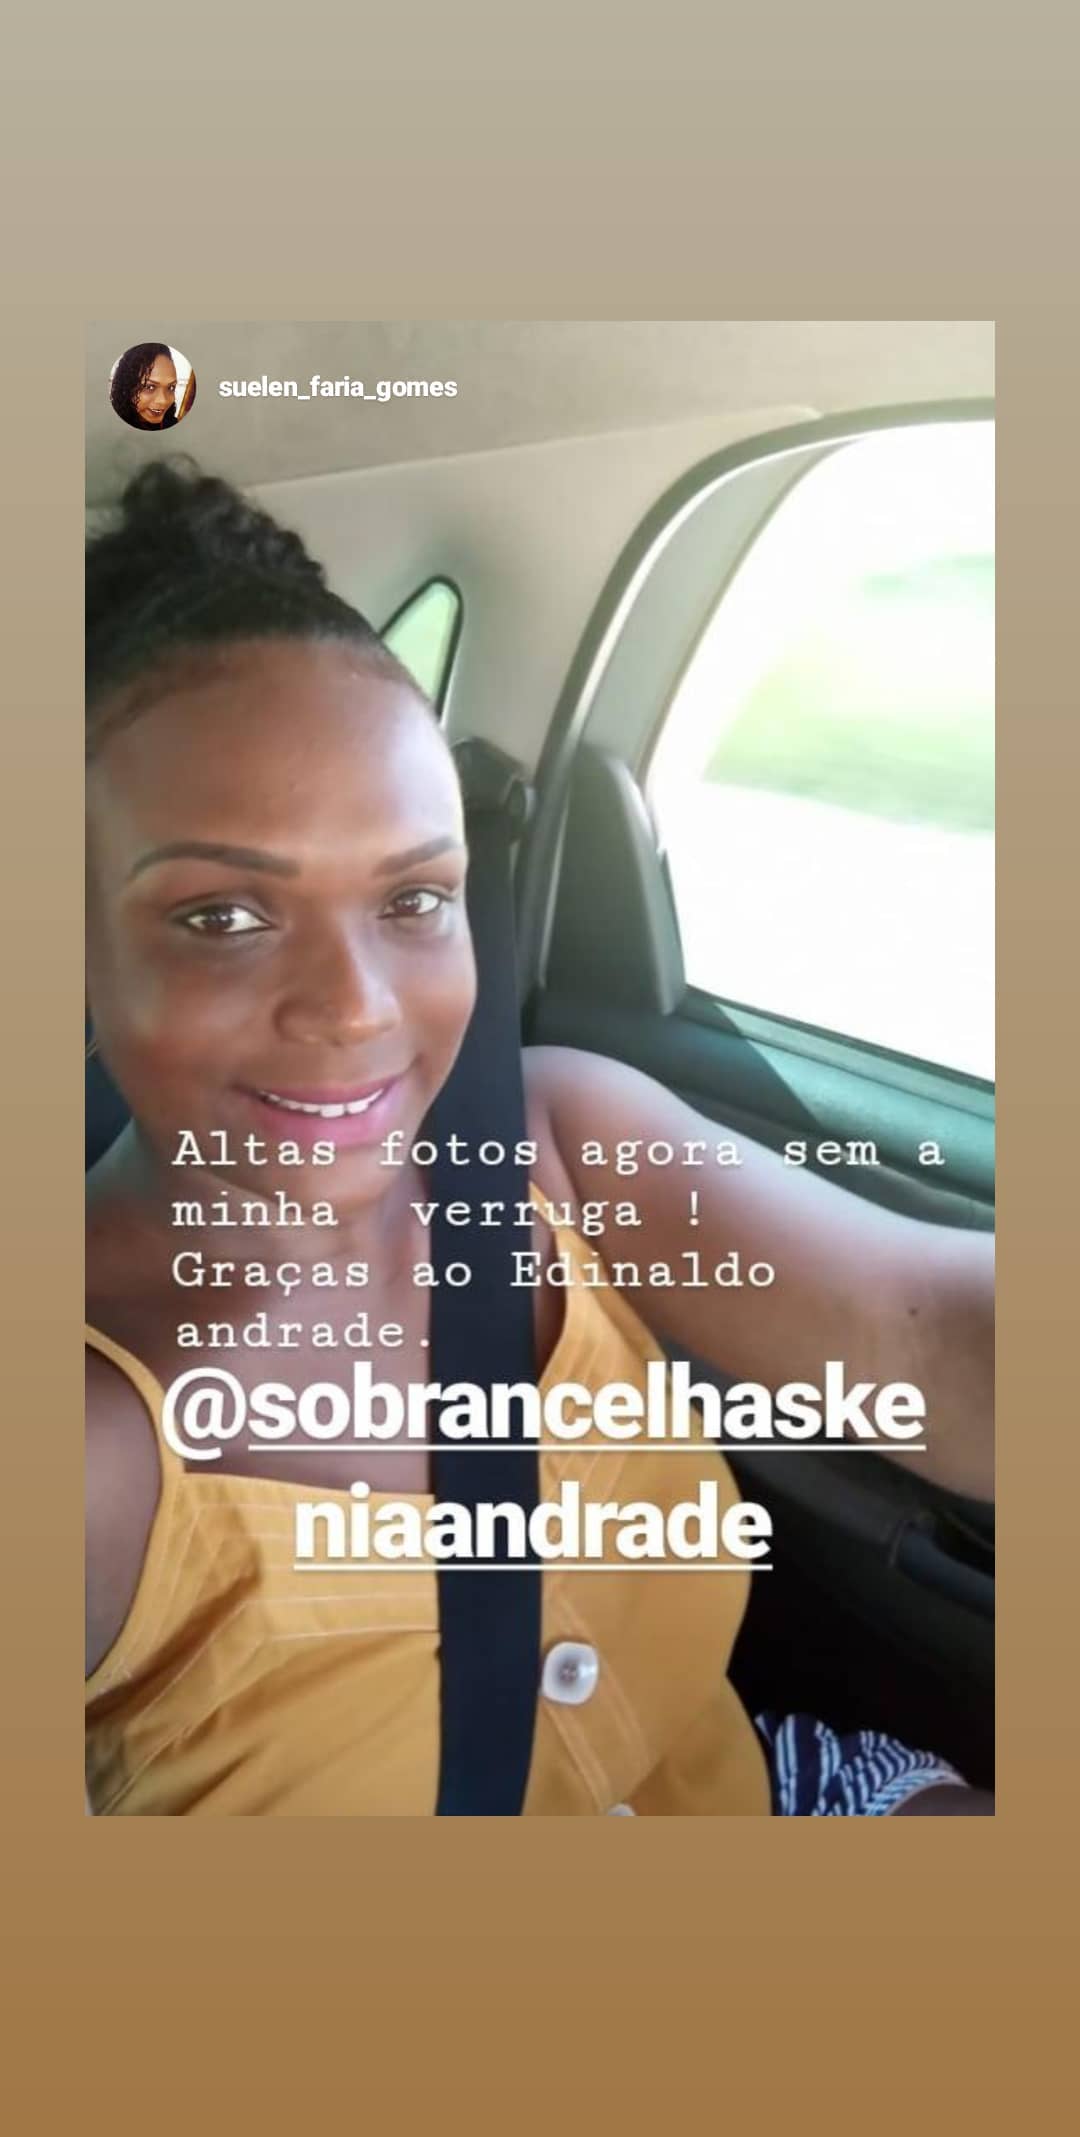 suelen_faria_gomes
Altas fotos agora sem a
minha verruga !
Graças ao Edinaldo
andrade.
@sobrancelhaske
niaandrade